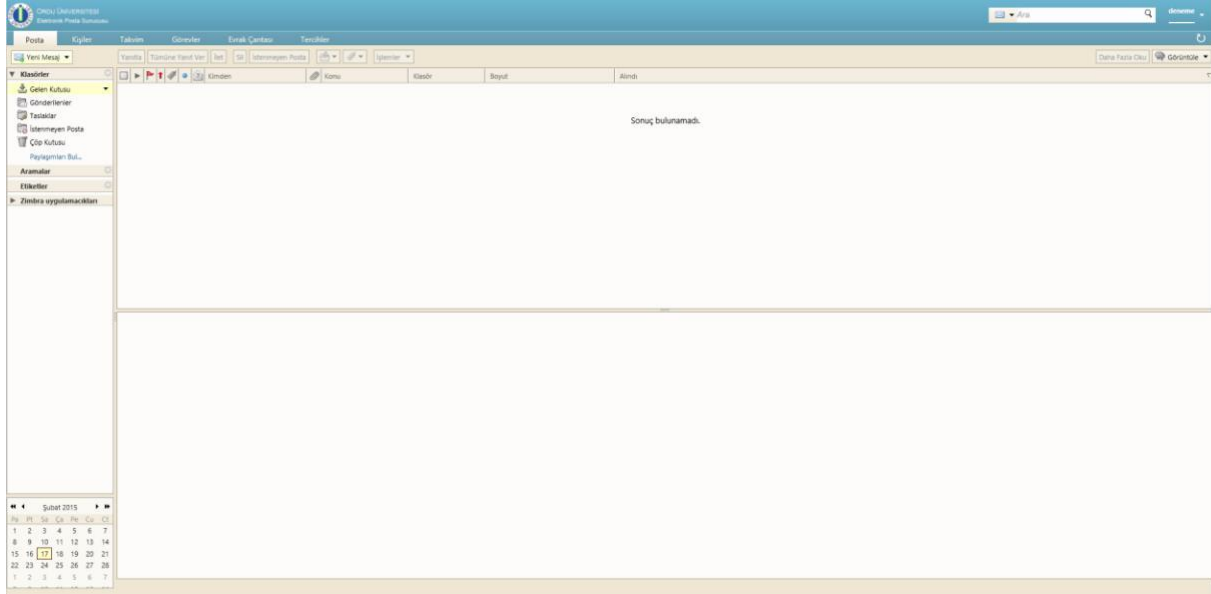 ORDU ÜNİVERSİTESİ
Elektronik Posta Sunucusu
Ara
deneme
Posta Kişiler Takvim Görevler Evrak Çantası Tercihler
Yeni Mesaj Yanıtla Tümüne Yanıt Ver İlet Sil İstenmeyen Posta İşlemler Daha Fazla Oku Görüntüle
Klasörler
Kimden Konu Klasör Boyut Alındı
Gelen Kutusu
Gönderilenler
Taslaklar
İstenmeyen Posta
Çöp Kutusu
Paylaşımları Bul...
Aramalar
Etiketler
Zimbra uygulamacıkları
Sonuç bulunamadı.
Şubat 2015
Pa Pt Sa Ça Pe Cu Ct
1 2 3 4 5 6 7
8 9 10 11 12 13 14
15 16 17 18 19 20 21
22 23 24 25 26 27 28
1 2 3 4 5 6 7